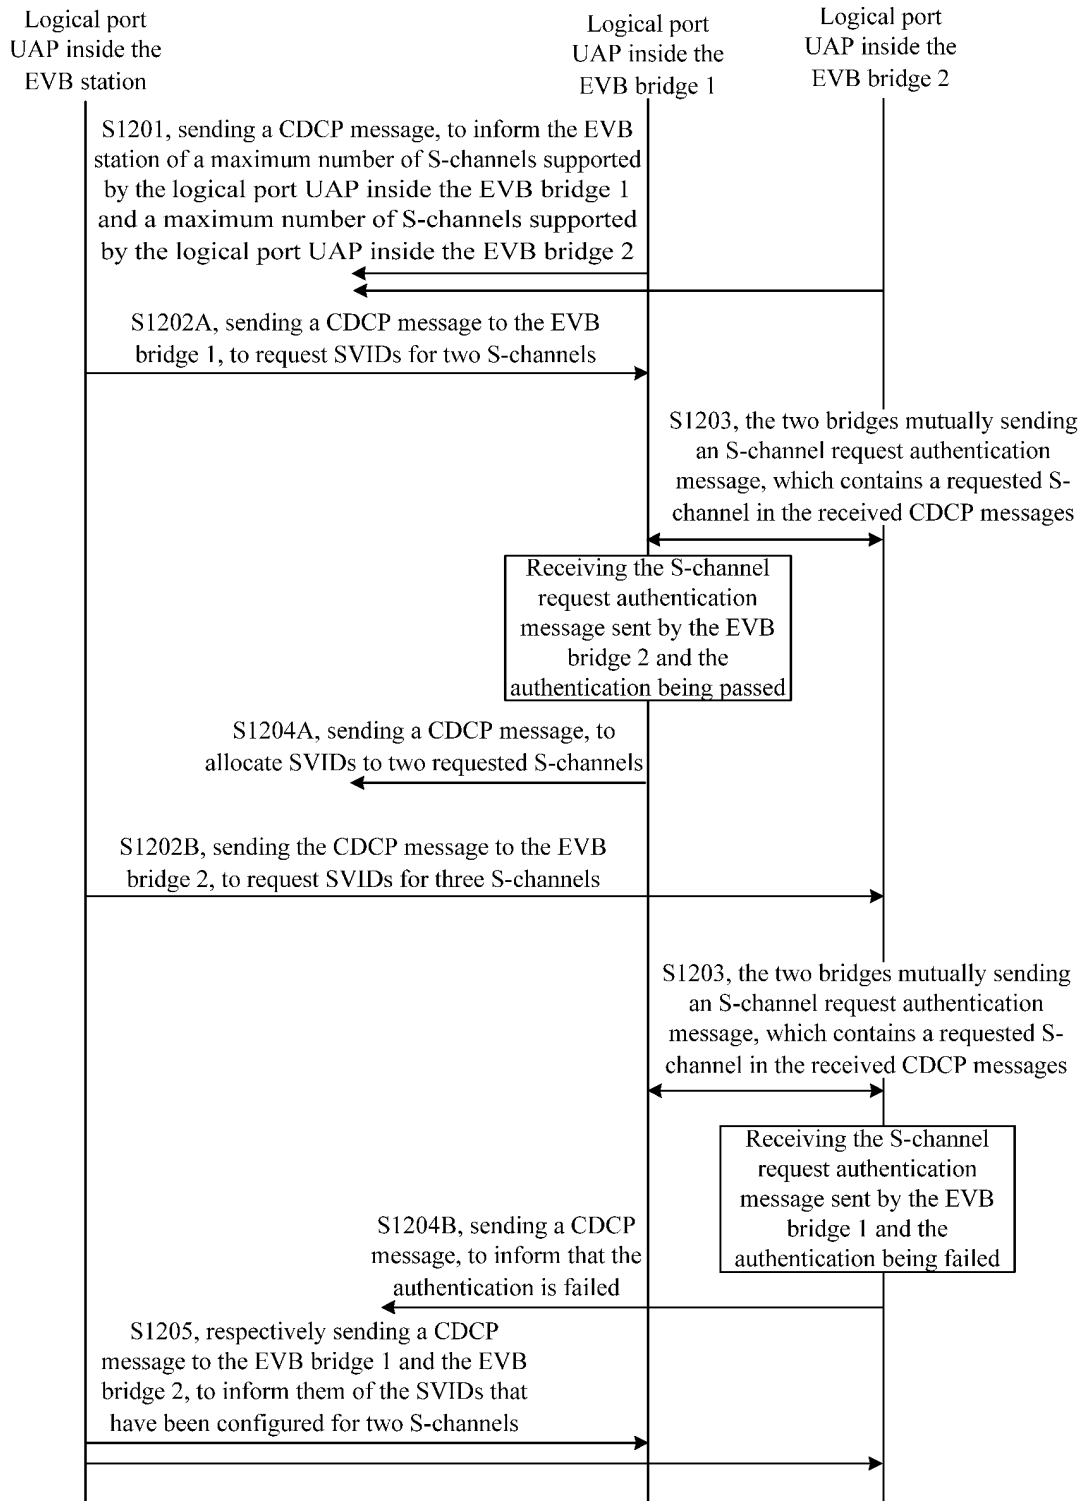 Logical port
UAP inside the
EVB station
Logical port
UAP inside the
EVB bridge 1
Logical port
UAP inside the
EVB bridge 2
S1201, sending a CDCP message, to inform the EVB
station of a maximum number of S-channels supported
by the logical port UAP inside the EVB bridge 1
and a maximum number of S-channels supported
by the logical port UAP inside the EVB bridge 2
S1202A, sending a CDCP message to the EVB
bridge 1, to request SVIDs for two S-channels
S1203, the two bridges mutually sending
an S-channel request authentication
message, which contains a requested S-
channel in the received CDCP messages
Receiving the S-channel
request authentication
message sent by the EVB
bridge 2 and the
authentication being passed
S1204A, sending a CDCP message, to
allocate SVIDs to two requested S-channels
S1202B, sending the CDCP message to the EVB
bridge 2, to request SVIDs for three S-channels
S1203, the two bridges mutually sending
an S-channel request authentication
message, which contains a requested S-
channel in the received CDCP messages
Receiving the S-channel
request authentication
message sent by the EVB
bridge 1 and the
authentication being failed
S1204B, sending a CDCP
message, to inform that the
authentication is failed
S1205, respectively sending a CDCP
message to the EVB bridge 1 and the EVB
bridge 2, to inform them of the SVIDs that
have been configured for two S-channels